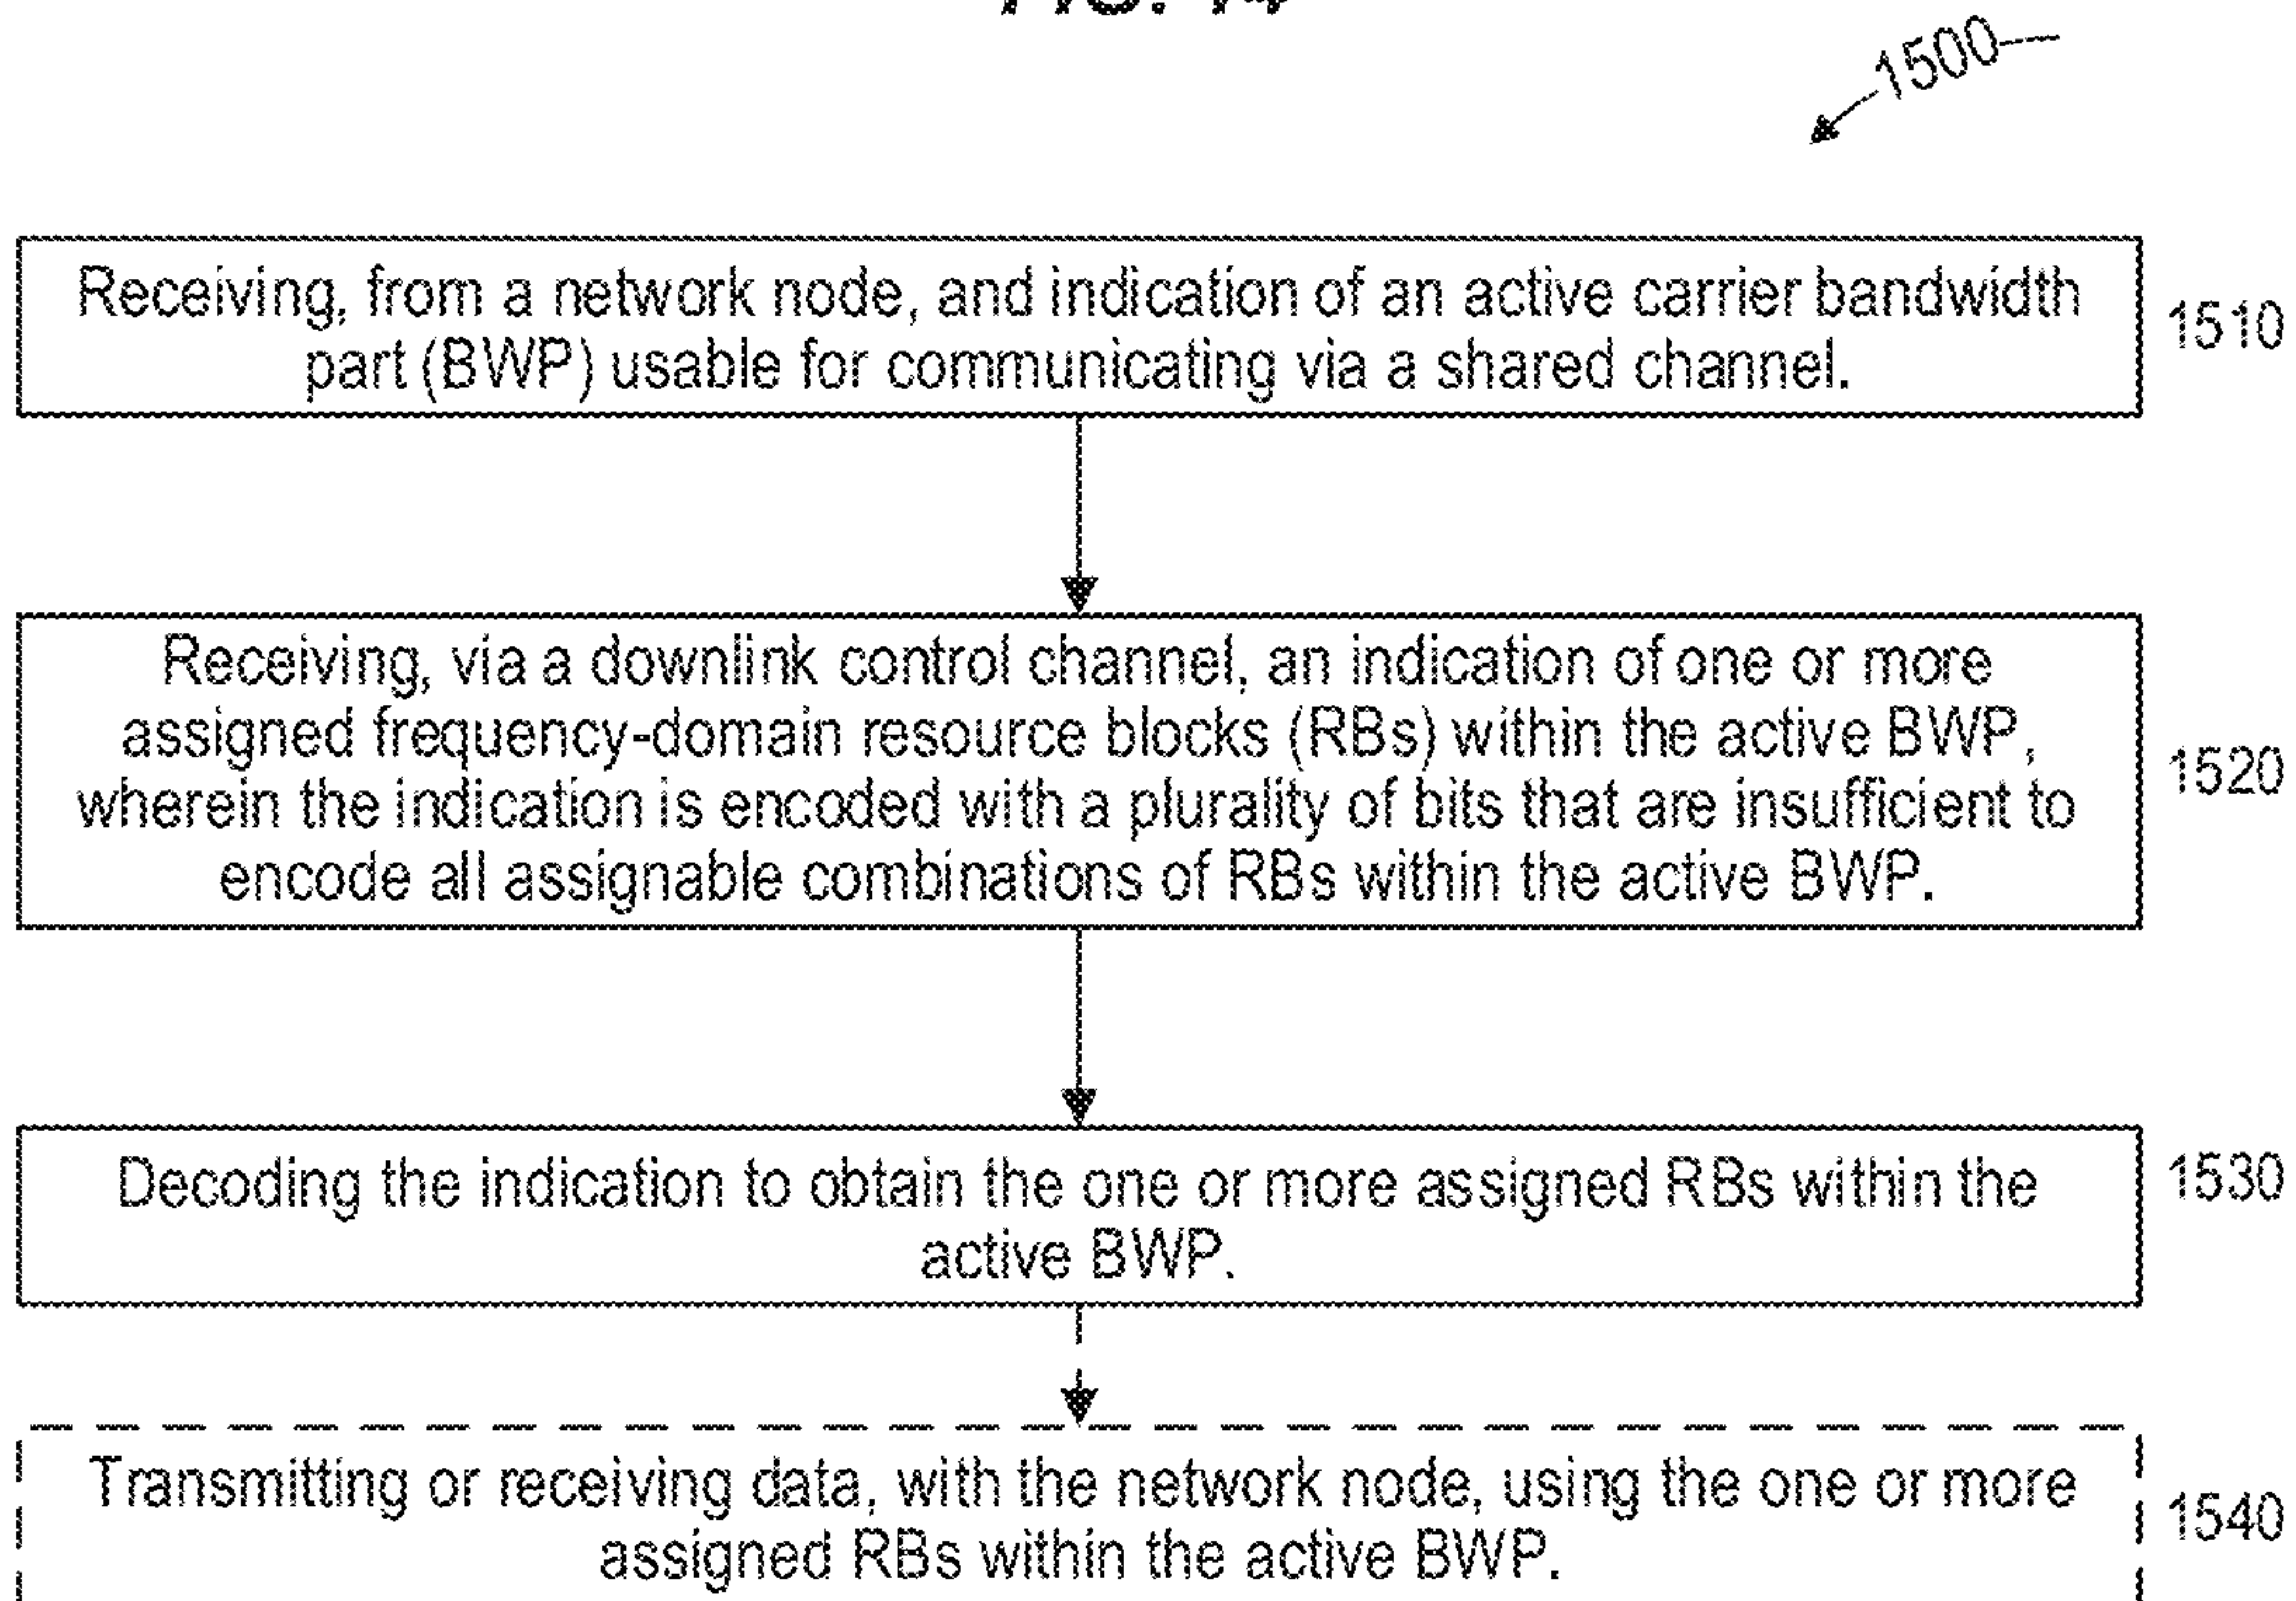 FIG. 14
1500
Receiving, from a network node, and indication of an active carrier bandwidth
part (BWP) usable for communicating via a shared channel.
1510
Receiving, via a downlink control channel, an indication of one or more
assigned frequency-domain resource blocks (RBs) within the active BWP,
wherein the indication is encoded with a plurality of bits that are insufficient to
encode all assignable combinations of RBs within the active BWP.
1520
Decoding the indication to obtain the one or more assigned RBs within the
active BWP.
1530
Transmitting or receiving data, with the network node, using the one or more
assigned RBs within the active BWP.
1540